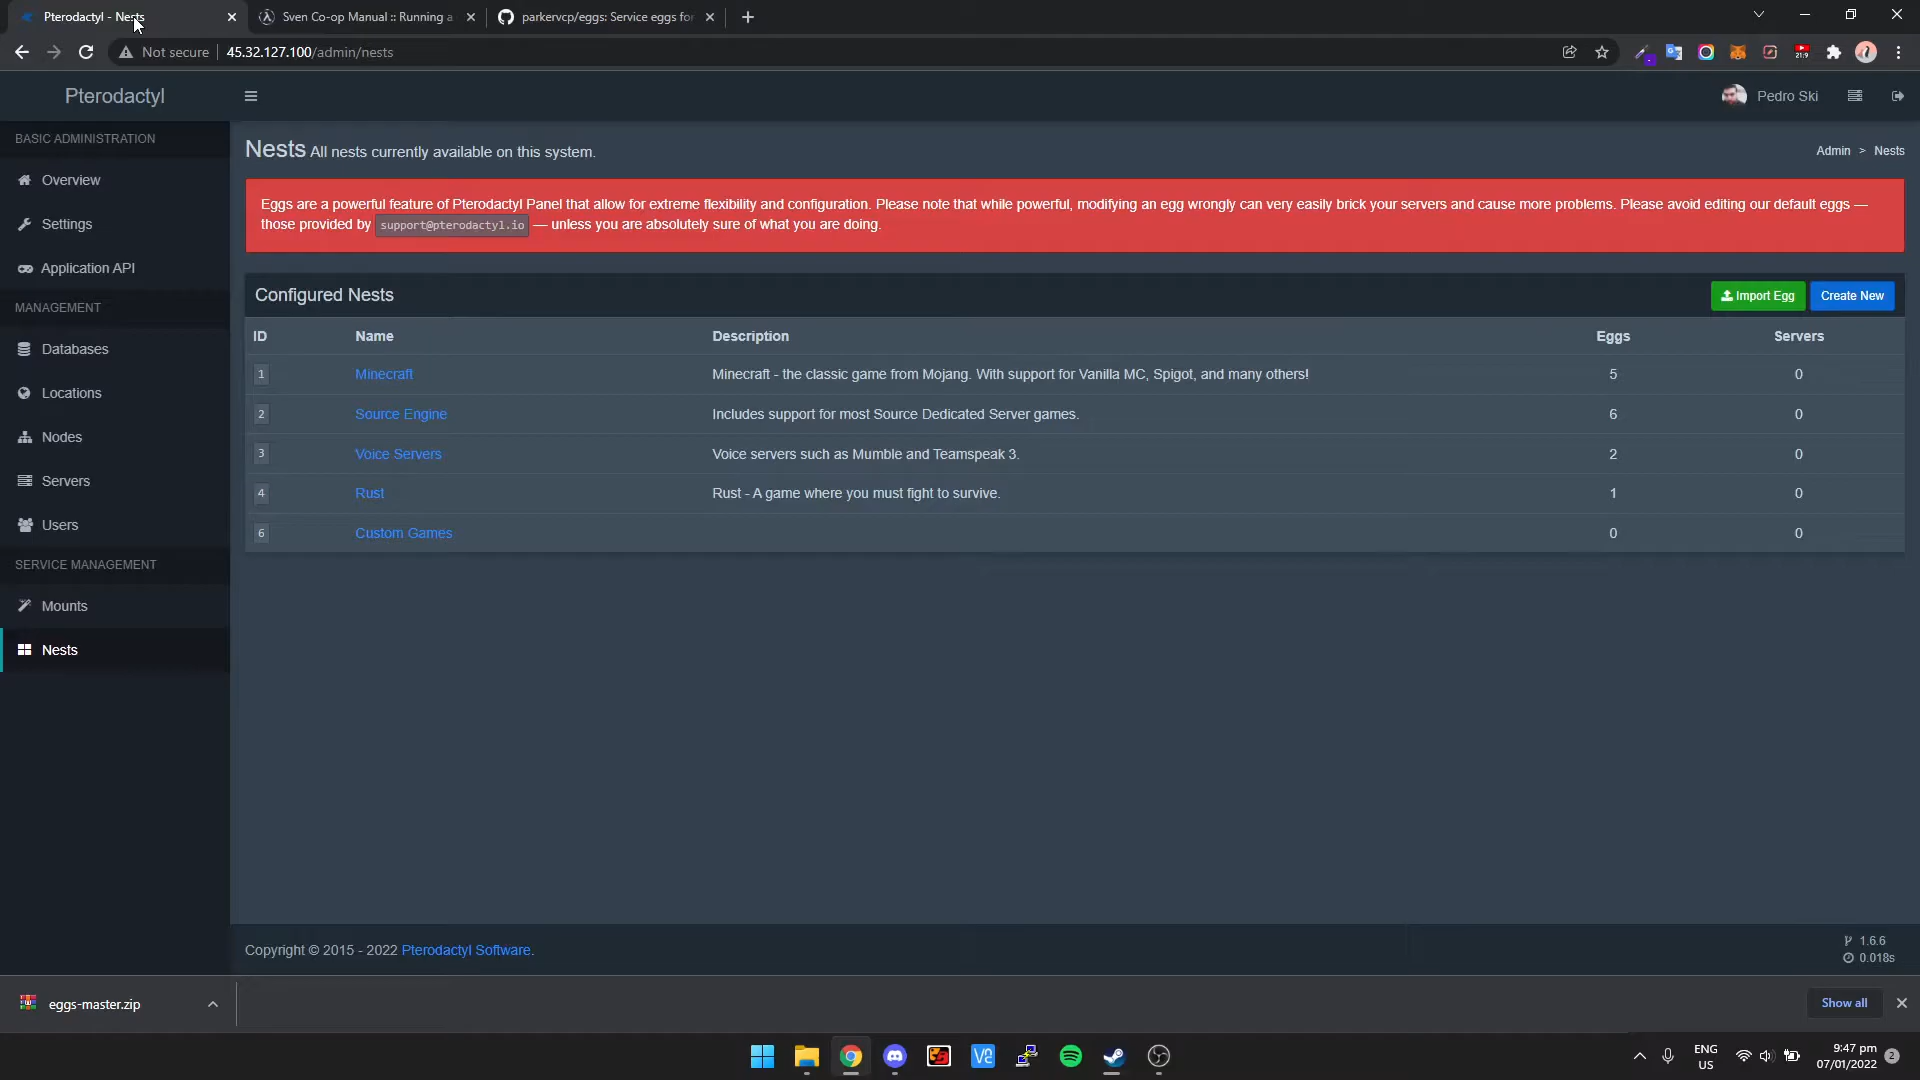 Pterodactyl - Nests
Sven Co-op Manual :: Running a
parkervcp/eggs: Service eggs for
Not secure
45.32.127.100/admin/nests
21:9
Pterodactyl
Pedro Ski
BASIC ADMINISTRATION
Overview
Settings
Application API
MANAGEMENT
Databases
Locations
Nodes
Servers
Users
SERVICE MANAGEMENT
Mounts
Nests
Nests All nests currently available on this system.
Admin > Nests
Eggs are a powerful feature of Pterodactyl Panel that allow for extreme flexibility and configuration. Please note that while powerful, modifying an egg wrongly can very easily brick your servers and cause more problems. Please avoid editing our default eggs —
those provided by support@pterodactyl.io — unless you are absolutely sure of what you are doing.
Configured Nests
Import Egg
Create New
ID Name Description Eggs Servers
1 Minecraft Minecraft - the classic game from Mojang. With support for Vanilla MC, Spigot, and many others! 5 0
2 Source Engine Includes support for most Source Dedicated Server games. 6 0
3 Voice Servers Voice servers such as Mumble and Teamspeak 3. 2 0
4 Rust Rust - A game where you must fight to survive. 1 0
6 Custom Games 0 0
Copyright © 2015 - 2022 Pterodactyl Software.
1.6.6
0.018s
eggs-master.zip
Show all
ENG
US
9:47 pm
07/01/2022
2